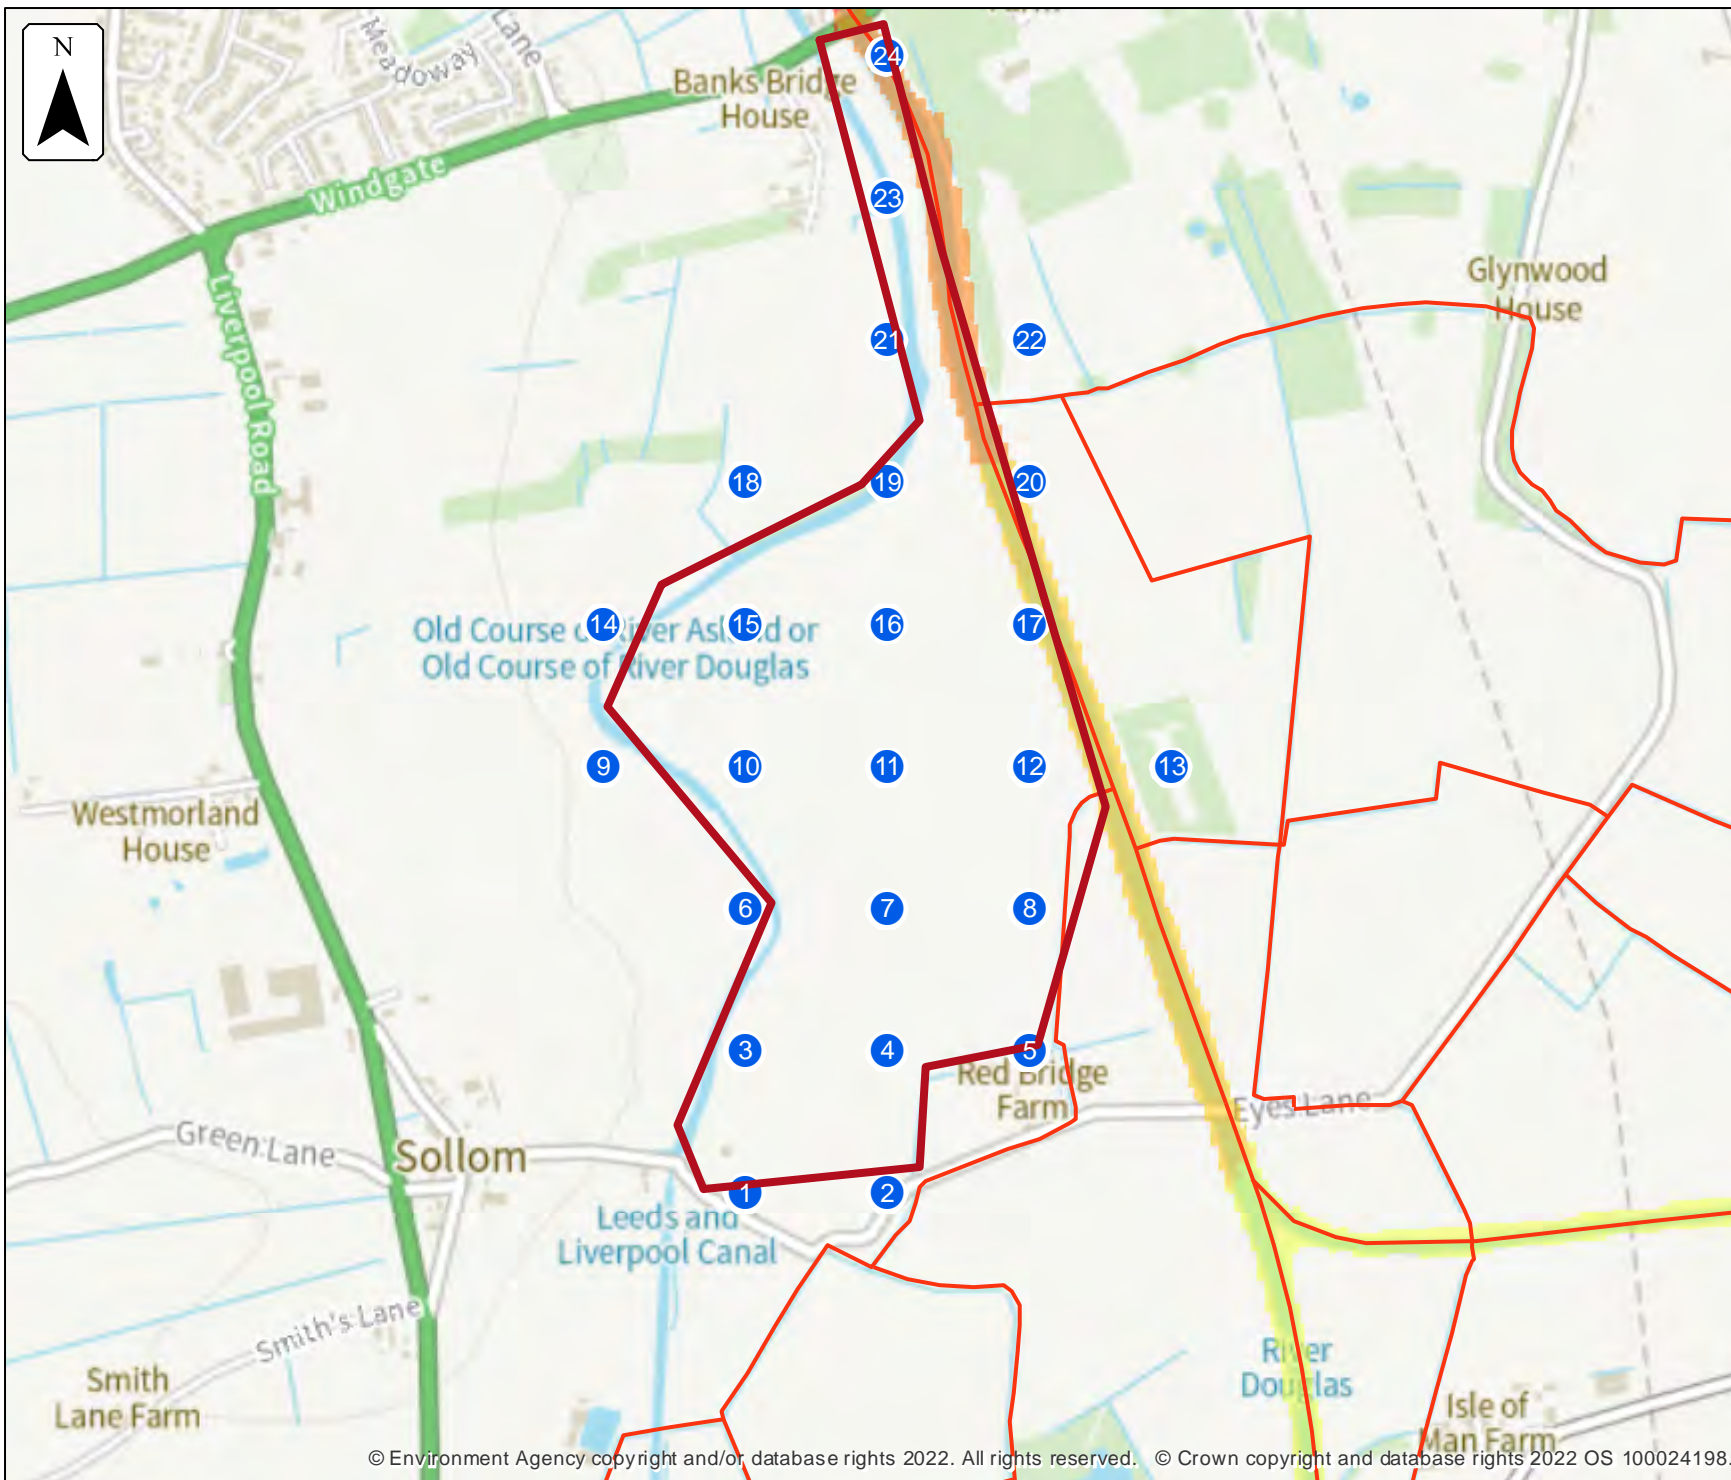 N
Meadoway
Lane
24
Banks Bridge
House
Windgate
23
Liverpool Road
Glynwood
House
21
22
18
19
20
14
15
16
17
Old Course of River Asland or
Old Course of River Douglas
9
10
11
12
13
Westmorland
House
6
7
8
3
4
5
Red Bridge
Farm
Eyes Lane
Green Lane
Sollom
1
2
Leeds and
Liverpool Canal
Smith's Lane
River
Douglas
Smith
Lane Farm
Isle of
Man Farm
© Environment Agency copyright and/or database rights 2022. All rights reserved. © Crown copyright and database rights 2022 OS 100024198.